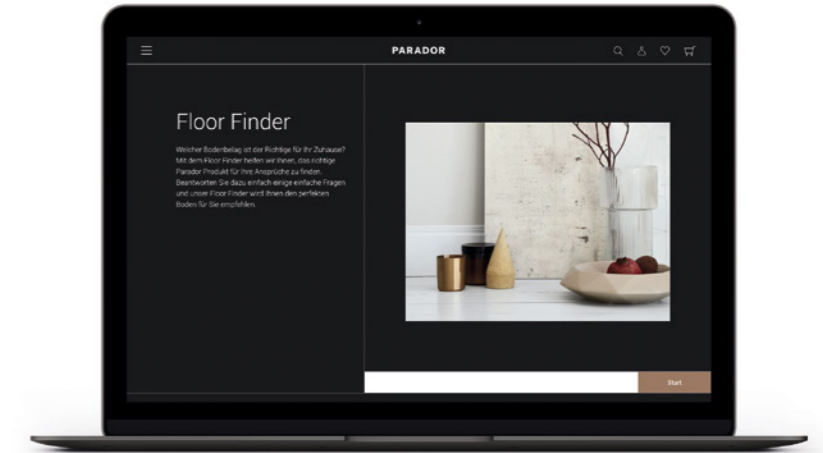 PARADOR
Floor Finder
Welcher Bodenbelag ist der Richtige für Ihr Zuhause?
Mit dem Floor Finder helfen wir Ihnen, das richtige
Parador Produkt für Ihre Ansprüche zu finden.
Beantworten Sie dazu einfach einige einfache Fragen
und unser Floor Finder wird Ihnen den perfekten
Boden für Sie empfehlen.
Start